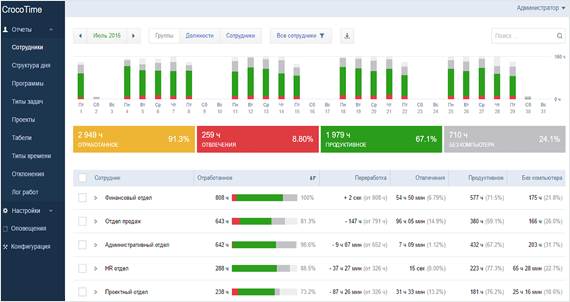 CrocoTime
Администратор
Отчеты
Сотрудники
Структура дня
Программы
Типы задач
Проекты
Табели
Типы времени
Отклонения
Лог работ
Настройки
Оповещения
Конфигурация
Июль 2016
Группы Должности Сотрудники
Все сотрудники
Поиск ...
160 ч
0 ч
Пт Сб Вс Пн Вт Ср Чт Пт Сб Вс Пн Вт Ср Чт Пт Сб Вс Пн Вт Ср Чт Пт Сб Вс Пн Вт Ср Чт Пт Сб Вс
1 2 3 4 5 6 7 8 9 10 11 12 13 14 15 16 17 18 19 20 21 22 23 24 25 26 27 28 29 30 31
2 949 ч 91.3% ОТРАБОТАННОЕ
259 ч 8.80% ОТВЛЕЧЕНИЯ
1 979 ч 67.1% ПРОДУКТИВНОЕ
710 ч 24.1% БЕЗ КОМПЬЮТЕРА
Сотрудник Отработанное Переработка Отвлечения Продуктивное Без компьютера
Финансовый отдел 808 ч 100% + 2 сек (от 808 ч) 54 ч 50 мин (6.79%) 577 ч (71.5%) 175 ч (21.8%)
Отдел продаж 643 ч 81.3% - 147 ч (от 791 ч) 96 ч 05 мин (14.9%) 380 ч (59.1%) 166 ч (26.0%)
Административный отдел 642 ч 98.6% - 9 ч 07 мин (от 652 ч) 7 ч 09 мин (1.12%) 432 ч (67.2%) 203 ч (31.7%)
HR отдел 288 ч 88.5% - 37 ч 27 мин (от 326 ч) 15 сек (0.00%) 223 ч (77.3%) 65 ч 28 мин (22.7%)
Проектный отдел 238 ч 73.2% - 87 ч 26 мин (от 326 ч) 31 ч 33 мин (13.2%) 181 ч (76.2%) 25 ч 16 мин (10.6%)